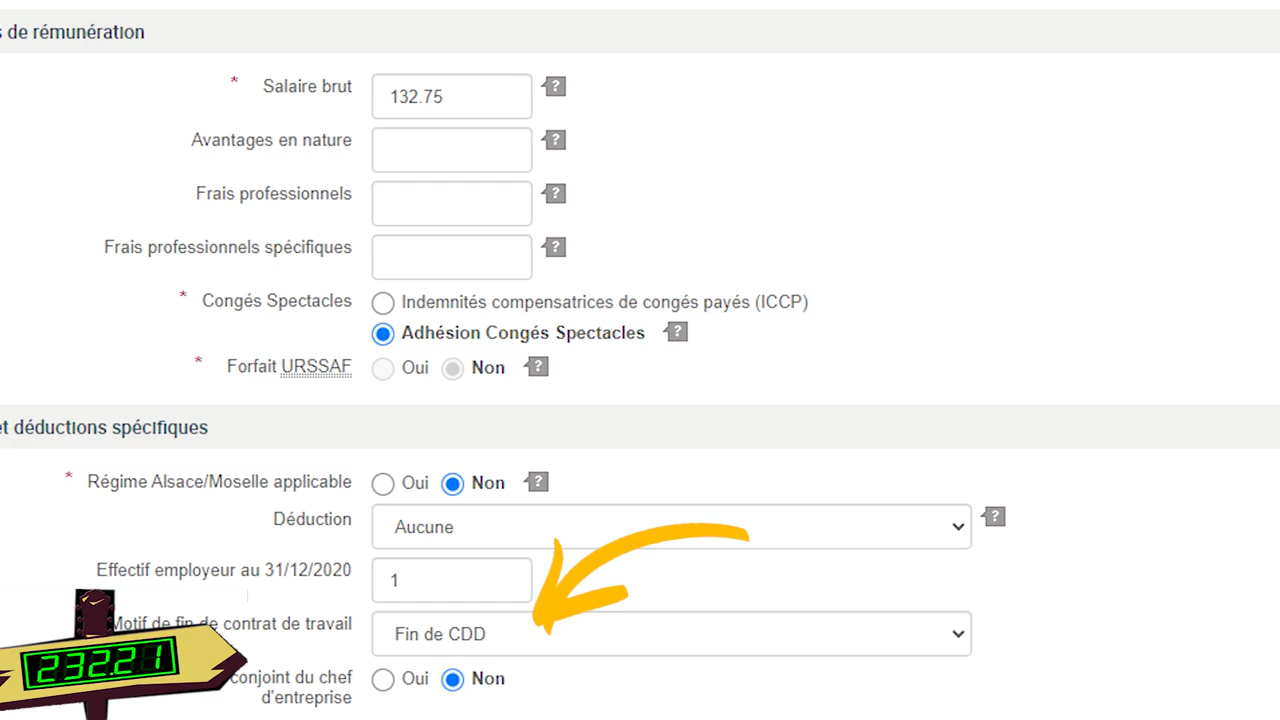 s de rémunération
* Salaire brut 132.75 ?
Avantages en nature ?
Frais professionnels ?
Frais professionnels spécifiques ?
* Congés Spectacles Indemnités compensatrices de congés payés (ICCP)
Adhésion Congés Spectacles ?
* Forfait URSSAF Oui Non ?
et déductions spécifiques
* Régime Alsace/Moselle applicable Oui Non ?
Déduction Aucune ?
Effectif employeur au 31/12/2020 1
Motif de fin de contrat de travail Fin de CDD
232.21
conjoint du chef Oui Non
d'entreprise